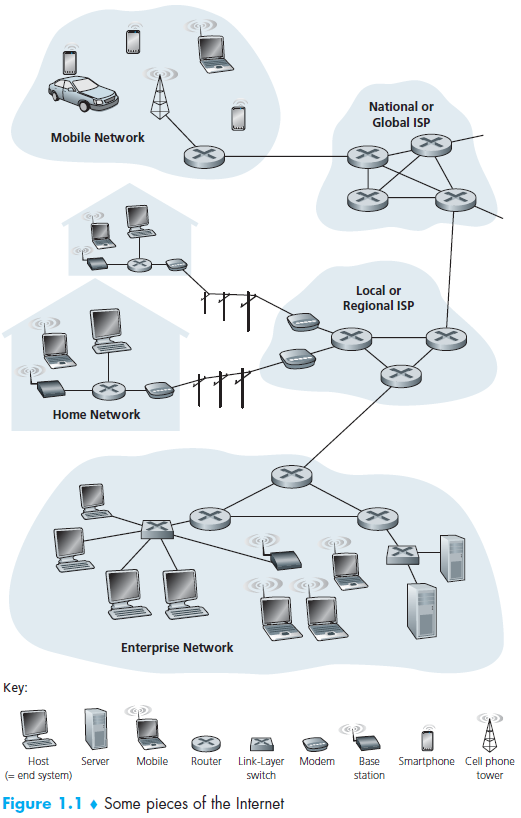 Mobile Network
National or
Global ISP
Local or
Regional ISP
Home Network
Enterprise Network
Key:
Host
(= end system)
Server
Mobile
Router
Link-Layer
switch
Modem
Base
station
Smartphone
Cell phone
tower
Figure 1.1 ♦ Some pieces of the Internet